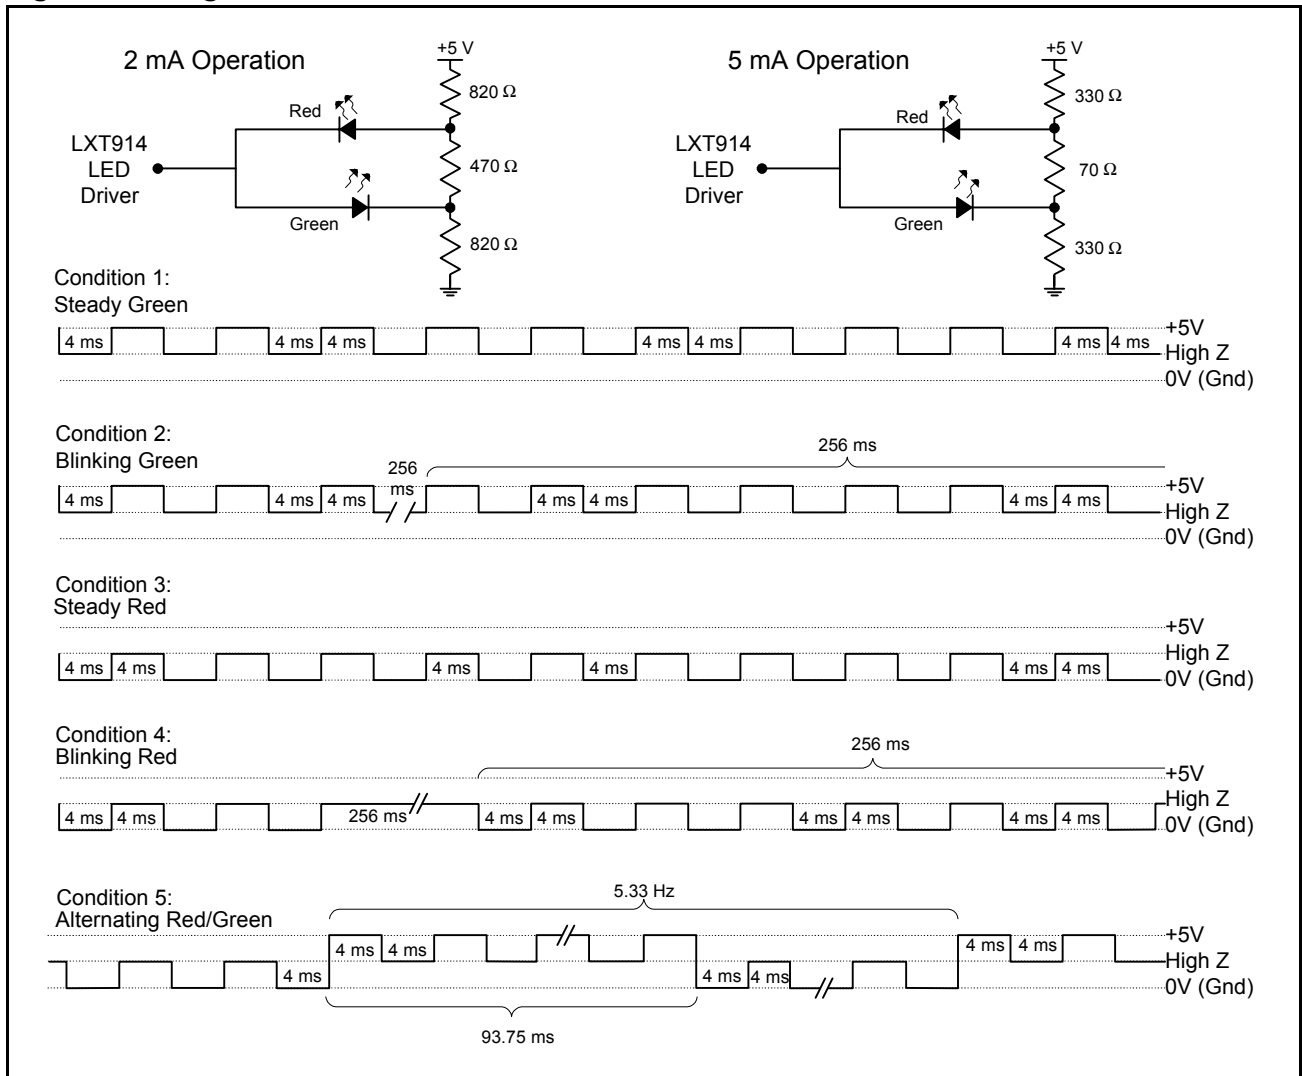 2 mA Operation
+5 V
820 Ω
Red
LXT914
LED
Driver
470 Ω
Green
820 Ω
5 mA Operation
+5 V
330 Ω
Red
LXT914
LED
Driver
70 Ω
Green
330 Ω
Condition 1:
Steady Green
4 ms 4 ms 4 ms 4 ms 4 ms 4 ms 4 ms
+5V
High Z
0V (Gnd)
Condition 2:
Blinking Green
256 ms
256
ms
4 ms 4 ms 4 ms 4 ms 4 ms 4 ms 4 ms
+5V
High Z
0V (Gnd)
Condition 3:
Steady Red
+5V
High Z
0V (Gnd)
4 ms 4 ms 4 ms 4 ms 4 ms 4 ms
Condition 4:
Blinking Red
256 ms
+5V
High Z
0V (Gnd)
4 ms 4 ms 256 ms 4 ms 4 ms 4 ms 4 ms 4 ms 4 ms
Condition 5:
Alternating Red/Green
5.33 Hz
+5V
High Z
0V (Gnd)
4 ms 4 ms 4 ms 4 ms
4 ms 4 ms 4 ms
93.75 ms